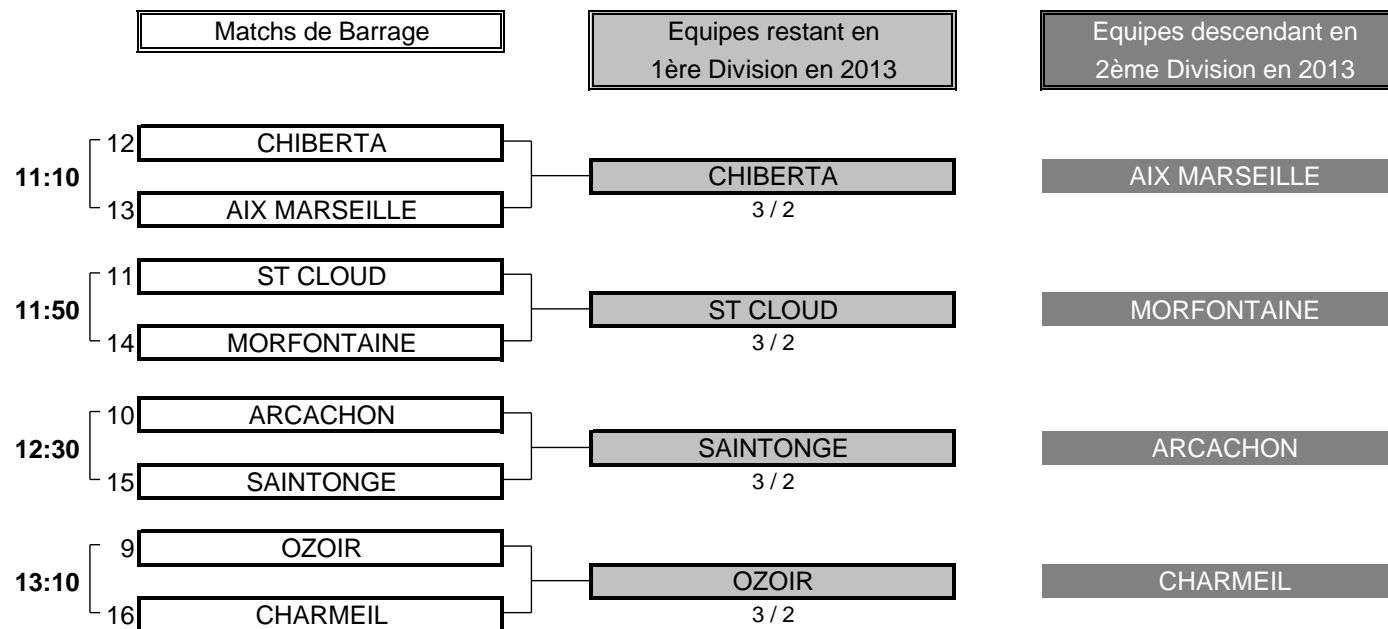 Matchs de Barrage
Equipes restant en
1ère Division en 2013
Equipes descendant en
2ème Division en 2013
12 CHIBERTA
11:10 CHIBERTA AIX MARSEILLE
13 AIX MARSEILLE 3 / 2
11 ST CLOUD
11:50 ST CLOUD MORFONTAINE
14 MORFONTAINE 3 / 2
10 ARCACHON
12:30 SAINTONGE ARCACHON
15 SAINTONGE 3 / 2
9 OZOIR
13:10 OZOIR CHARMEIL
16 CHARMEIL 3 / 2